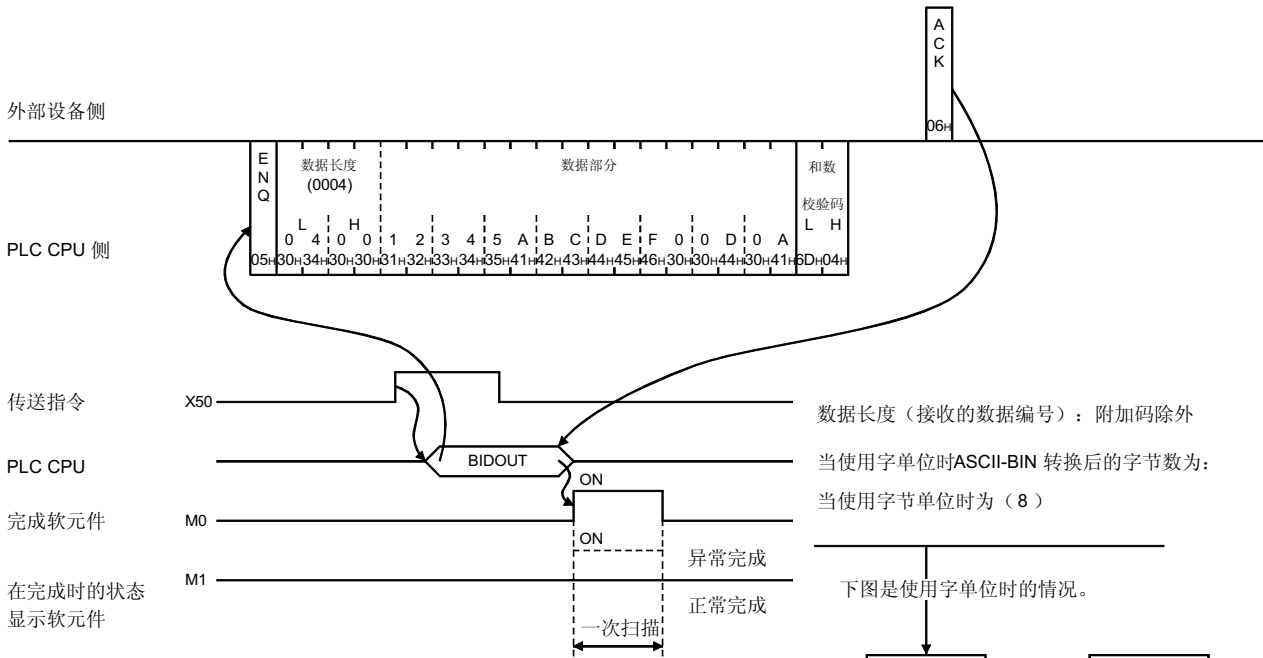 A
C
K
06H
外部设备侧
E
N
Q
数据长度
(0004)
数据部分
和数
校验码
L H L H
0 4 0 0 1 2 3 4 5 A B C D E F 0 0 D 0 A
PLC CPU 侧
05H 30H 34H 30H 30H 31H 32H 33H 34H 35H 41H 42H 43H 44H 45H 46H 30H 30H 44H 30H 41H 6DH 04H
传送指令 X50
数据长度（接收的数据编号）：附加码除外
PLC CPU BIDOUT
当使用字单位时ASCII-BIN 转换后的字节数为：
ON
当使用字节单位时为（8）
完成软元件 M0
ON
异常完成
在完成时的状态
显示软元件
M1
正常完成
下图是使用字单位时的情况。
一次扫描